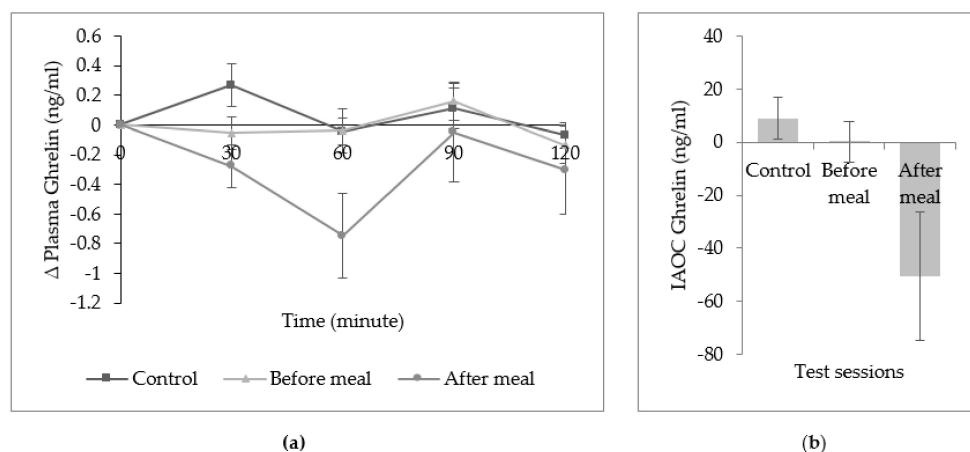 0.6
0.4
0.2
0
-0.2
-0.4
-0.6
-0.8
-1
-1.2
Δ Plasma Ghrelin (ng/ml)
0 30 60 90 120
Time (minute)
Control Before meal After meal
(a)
40
20
0
-20
-40
-60
-80
IAOC Ghrelin (ng/ml)
Control Before After
meal meal
Test sessions
(b)